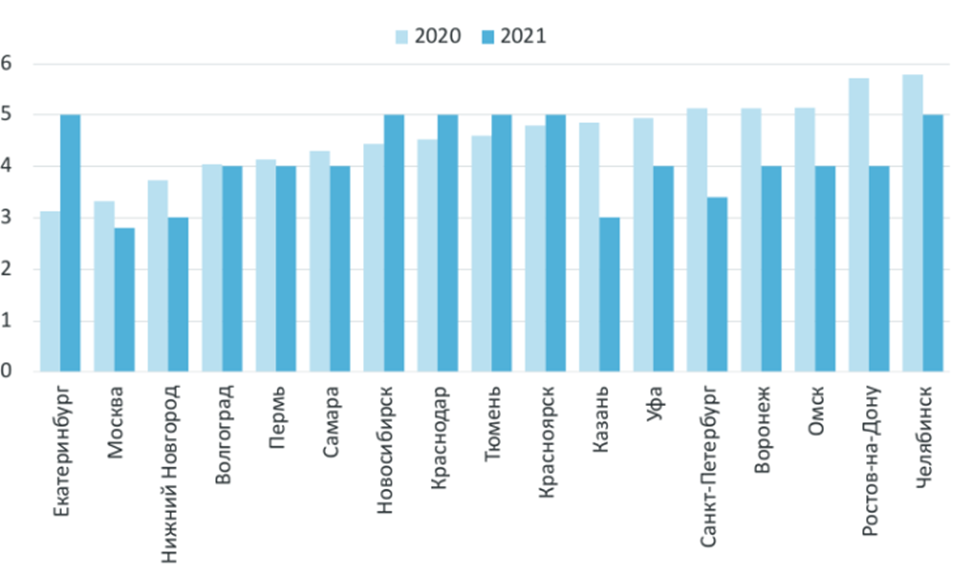 2020 2021
6
5
4
3
2
1
0
Екатеринбург
Москва
Нижний Новгород
Волгоград
Пермь
Самара
Новосибирск
Краснодар
Тюмень
Красноярск
Казань
Уфа
Санкт-Петербург
Воронеж
Омск
Ростов-на-Дону
Челябинск